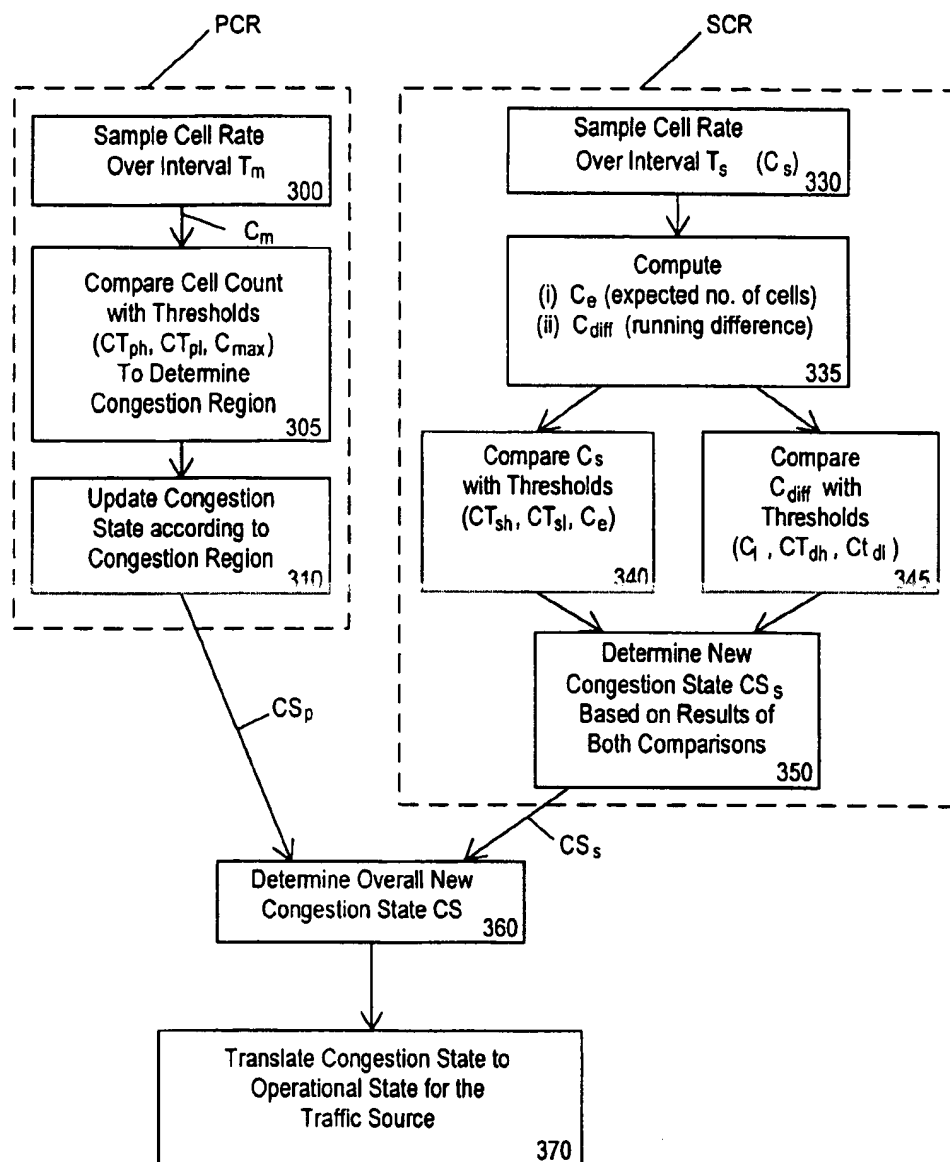 PCR
Sample Cell Rate
Over Interval Tm
300
Cm
Compare Cell Count
with Thresholds
(CTph, CTpl, Cmax)
To Determine
Congestion Region
305
Update Congestion
State according to
Congestion Region
310
CSp
SCR
Sample Cell Rate
Over Interval Ts (Cs)
330
Compute
(i) Ce (expected no. of cells)
(ii) Cdiff (running difference)
335
Compare Cs
with Thresholds
(CTsh, CTsl, Ce)
340
Compare
Cdiff with
Thresholds
(Cl , CTdh , Ctdl )
345
Determine New
Congestion State CSs
Based on Results of
Both Comparisons
350
CSs
Determine Overall New
Congestion State CS
360
Translate Congestion State to
Operational State for the
Traffic Source
370